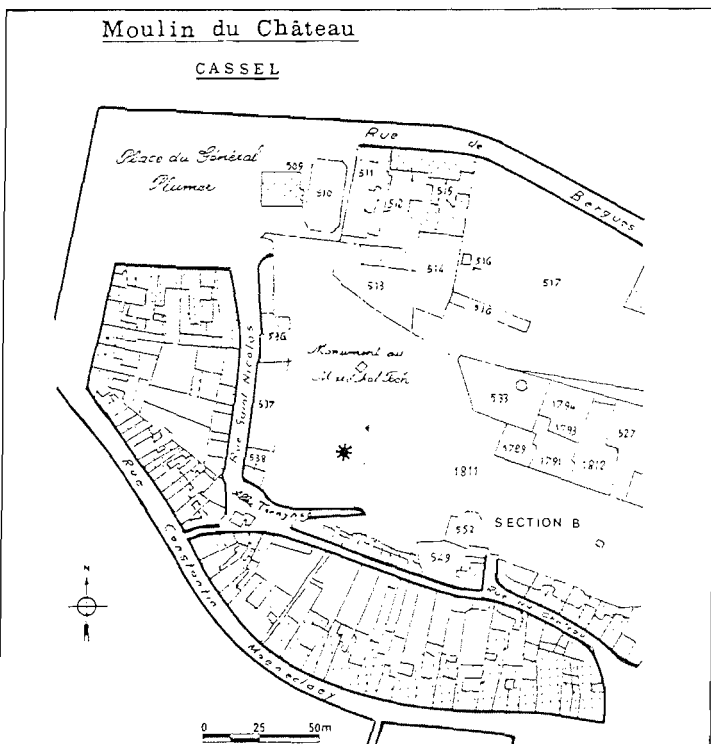 Moulin du Château
CASSEL
Rue de Bergues
Place du Général
Plumer
509
510
511
512
515
516
514
513
516
517
536
Monument au
Maréchal Foch
Rue Saint Nicolas
537
538
533
1794
1793
527
1789
1791
1812
1811
SECTION B
552
549
Rue du Château
Rue Constantin Maeneclaey
N
0 25 50m